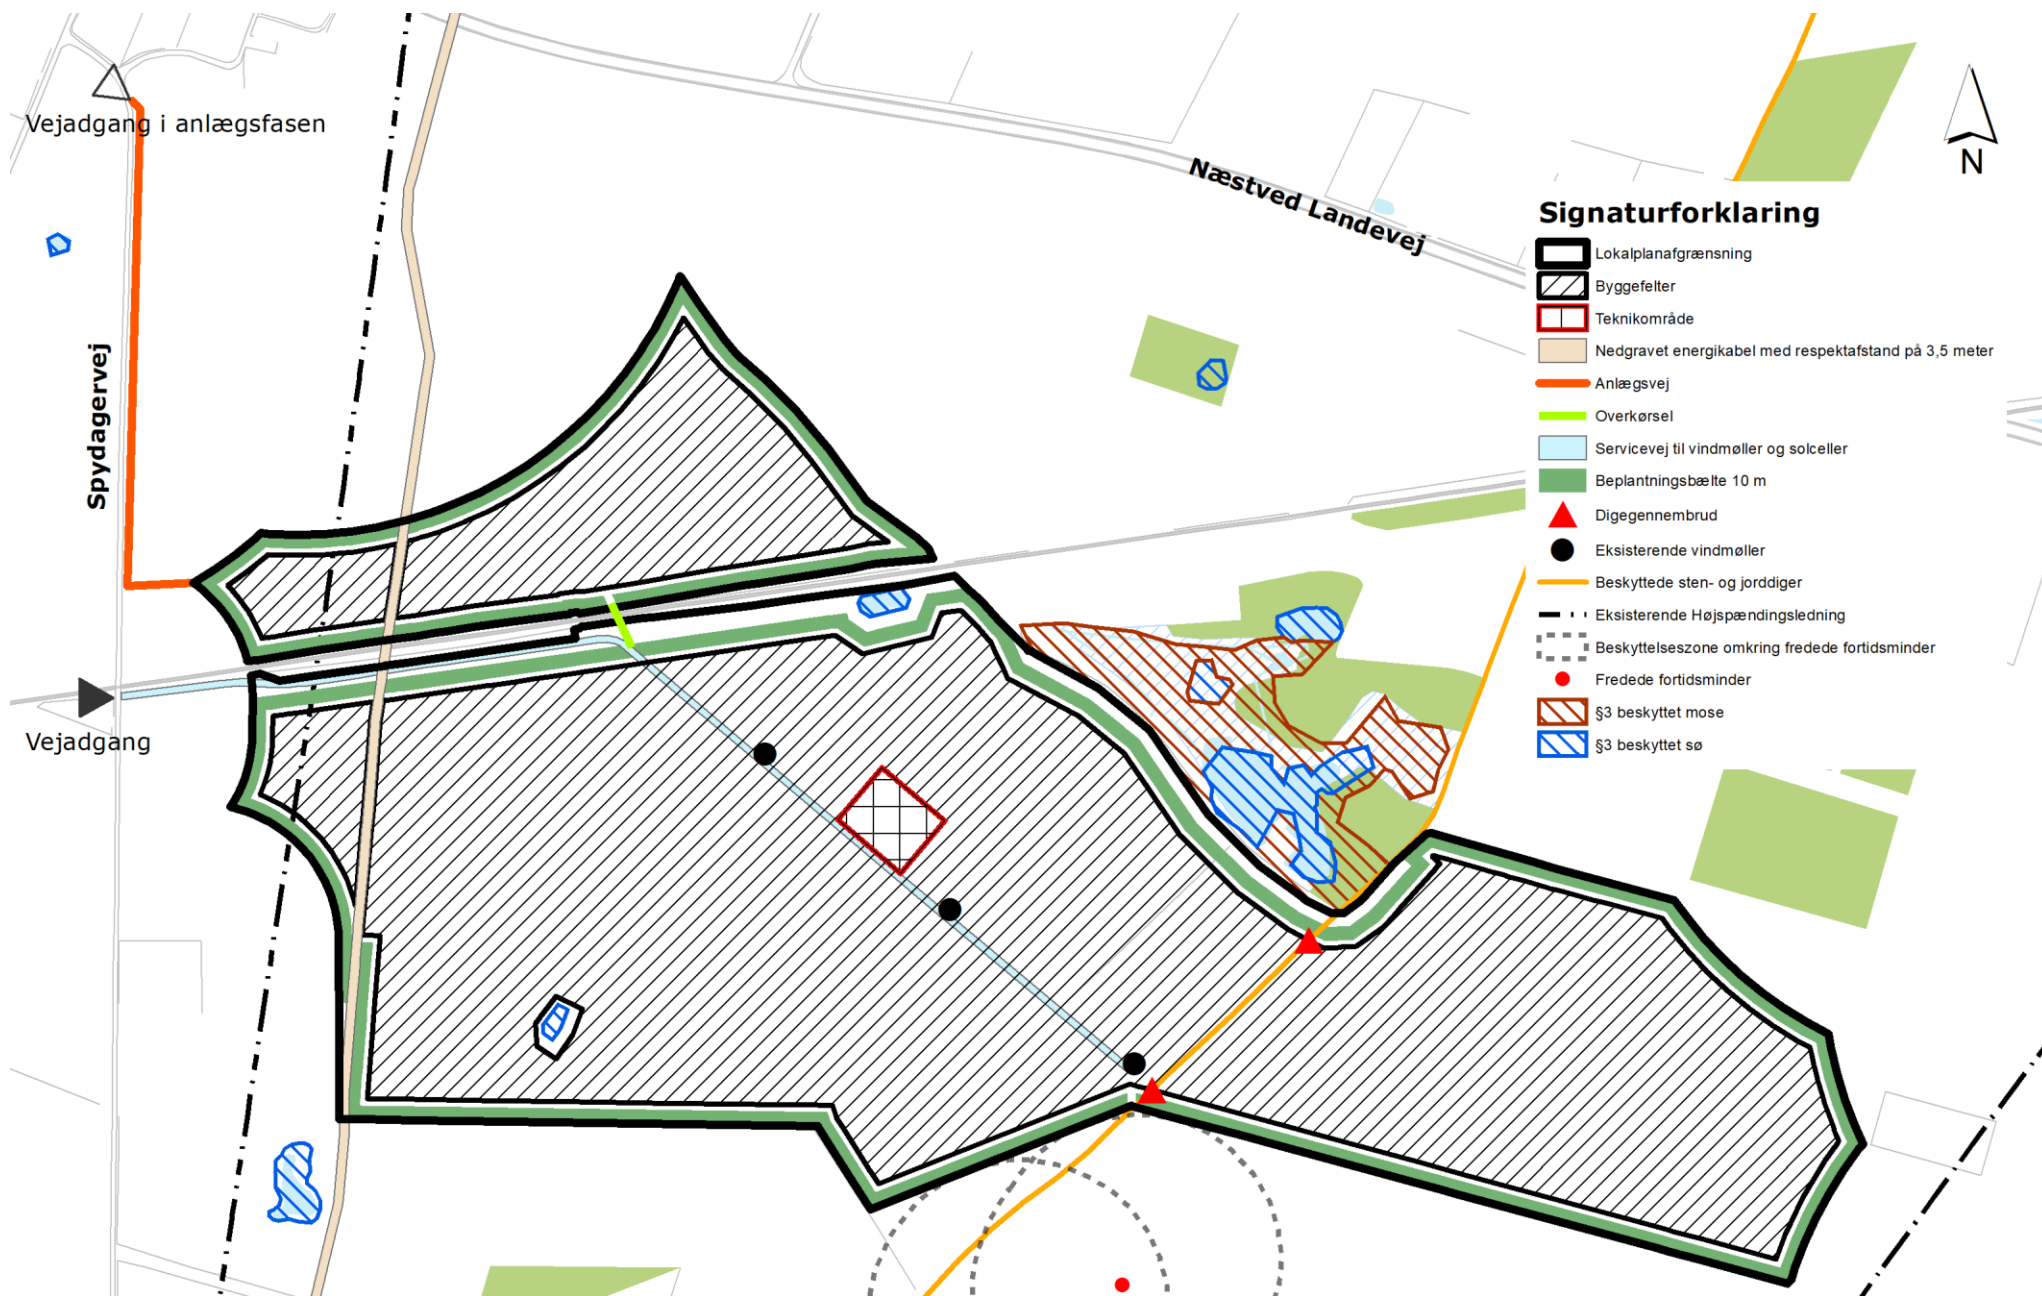 Vejadgang i anlægsfasen
Næstved Landevej
N
Spydagervej
Vejadgang
Signaturforklaring
Lokalplanafgrænsning
Byggefelter
Teknikområde
Nedgravet energikabel med respektafstand på 3,5 meter
Anlægsvej
Overkørsel
Servicevej til vindmøller og solceller
Beplantningsbælte 10 m
Digegennembrud
Eksisterende vindmøller
Beskyttede sten- og jorddiger
Eksisterende Højspændingsledning
Beskyttelseszone omkring fredede fortidsminder
Fredede fortidsminder
§3 beskyttet mose
§3 beskyttet sø